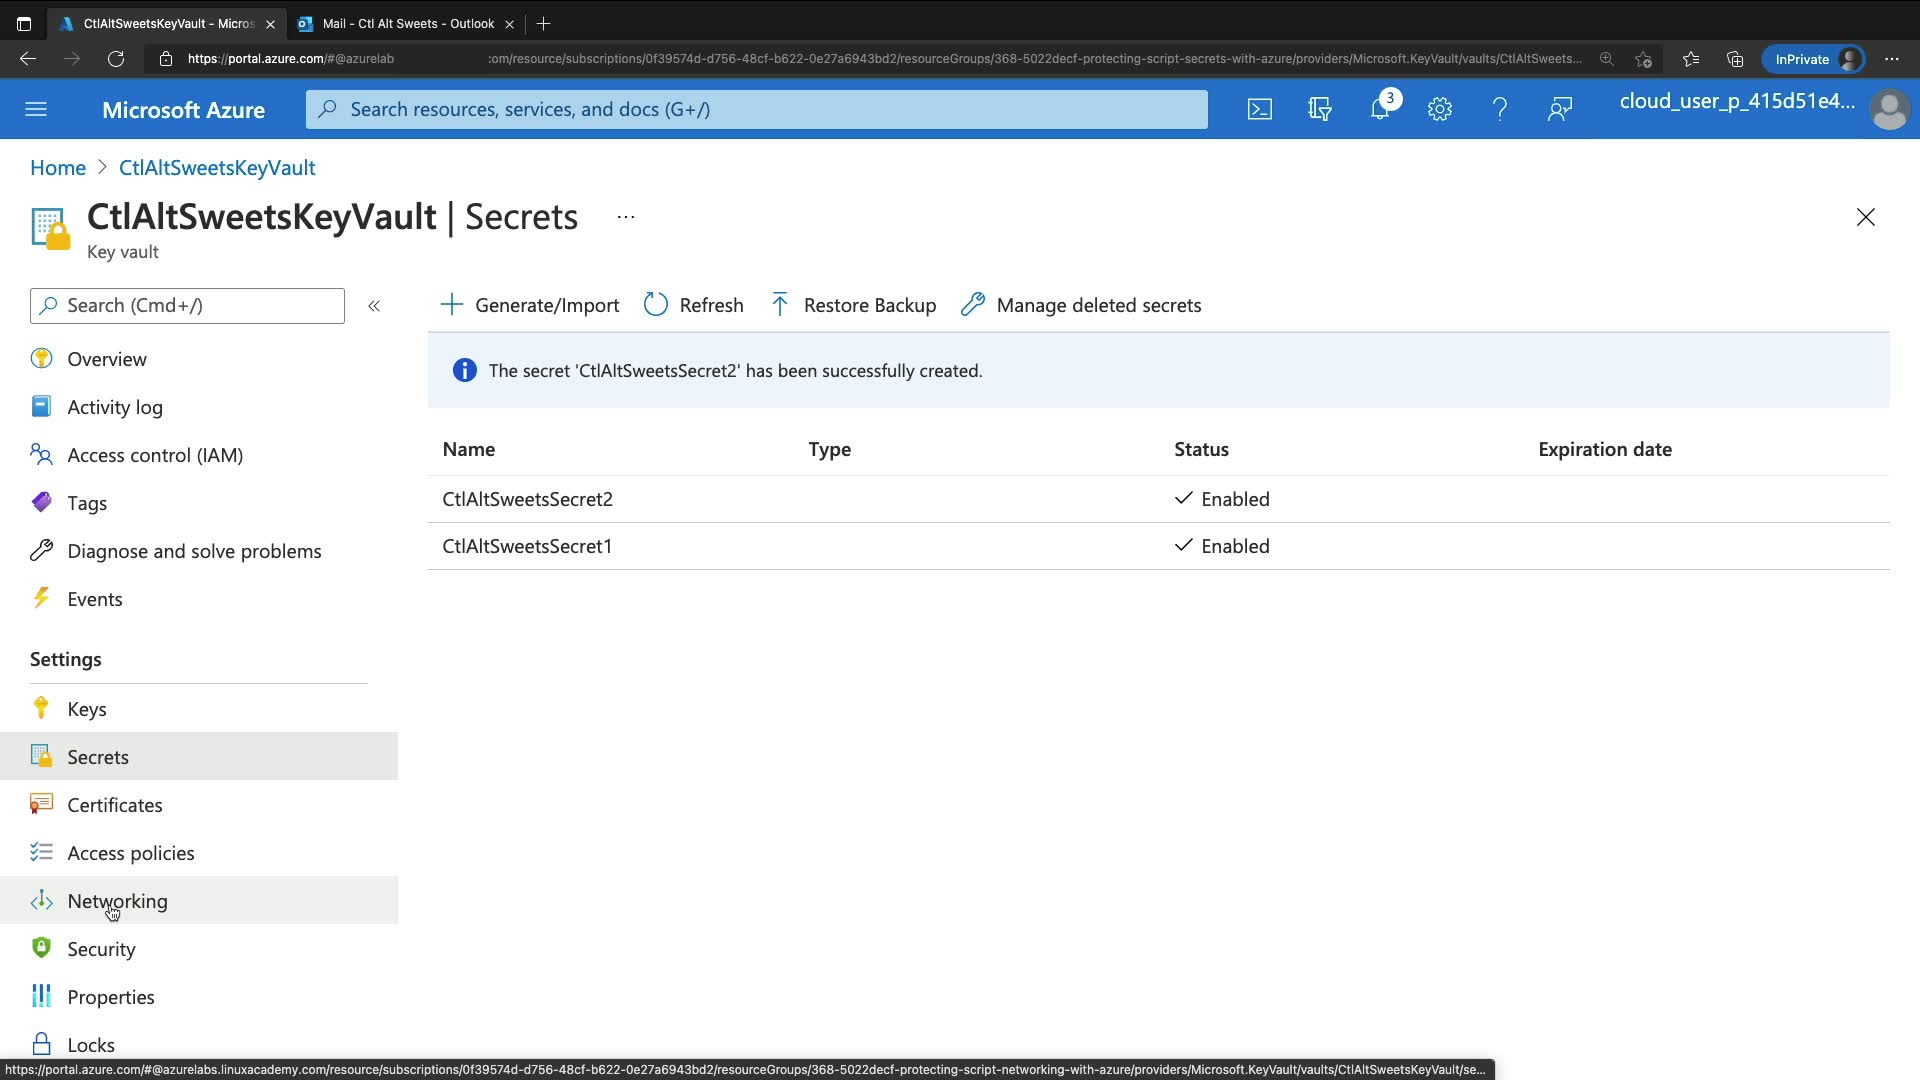 CtlAltSweetsKeyVault - Micros
Mail - Ctl Alt Sweets - Outlook
https://portal.azure.com/#@azurelab :om/resource/subscriptions/0f39574d-d756-48cf-b622-0e27a6943bd2/resourceGroups/368-5022decf-protecting-script-secrets-with-azure/providers/Microsoft.KeyVault/vaults/CtlAltSweets...
InPrivate
Microsoft Azure
Search resources, services, and docs (G+/)
3
cloud_user_p_415d51e4...
Home > CtlAltSweetsKeyVault
CtlAltSweetsKeyVault | Secrets ...
Key vault
Search (Cmd+/)
«
Generate/Import
Refresh
Restore Backup
Manage deleted secrets
Overview
Activity log
Access control (IAM)
Tags
Diagnose and solve problems
Events
Settings
Keys
Secrets
Certificates
Access policies
Networking
Security
Properties
Locks
The secret 'CtlAltSweetsSecret2' has been successfully created.
Name Type Status Expiration date
CtlAltSweetsSecret2 Enabled
CtlAltSweetsSecret1 Enabled
https://portal.azure.com/#@azurelabs.linuxacademy.com/resource/subscriptions/0f39574d-d756-48cf-b622-0e27a6943bd2/resourceGroups/368-5022decf-protecting-script-networking-with-azure/providers/Microsoft.KeyVault/vaults/CtlAltSweetsKeyVault/se...